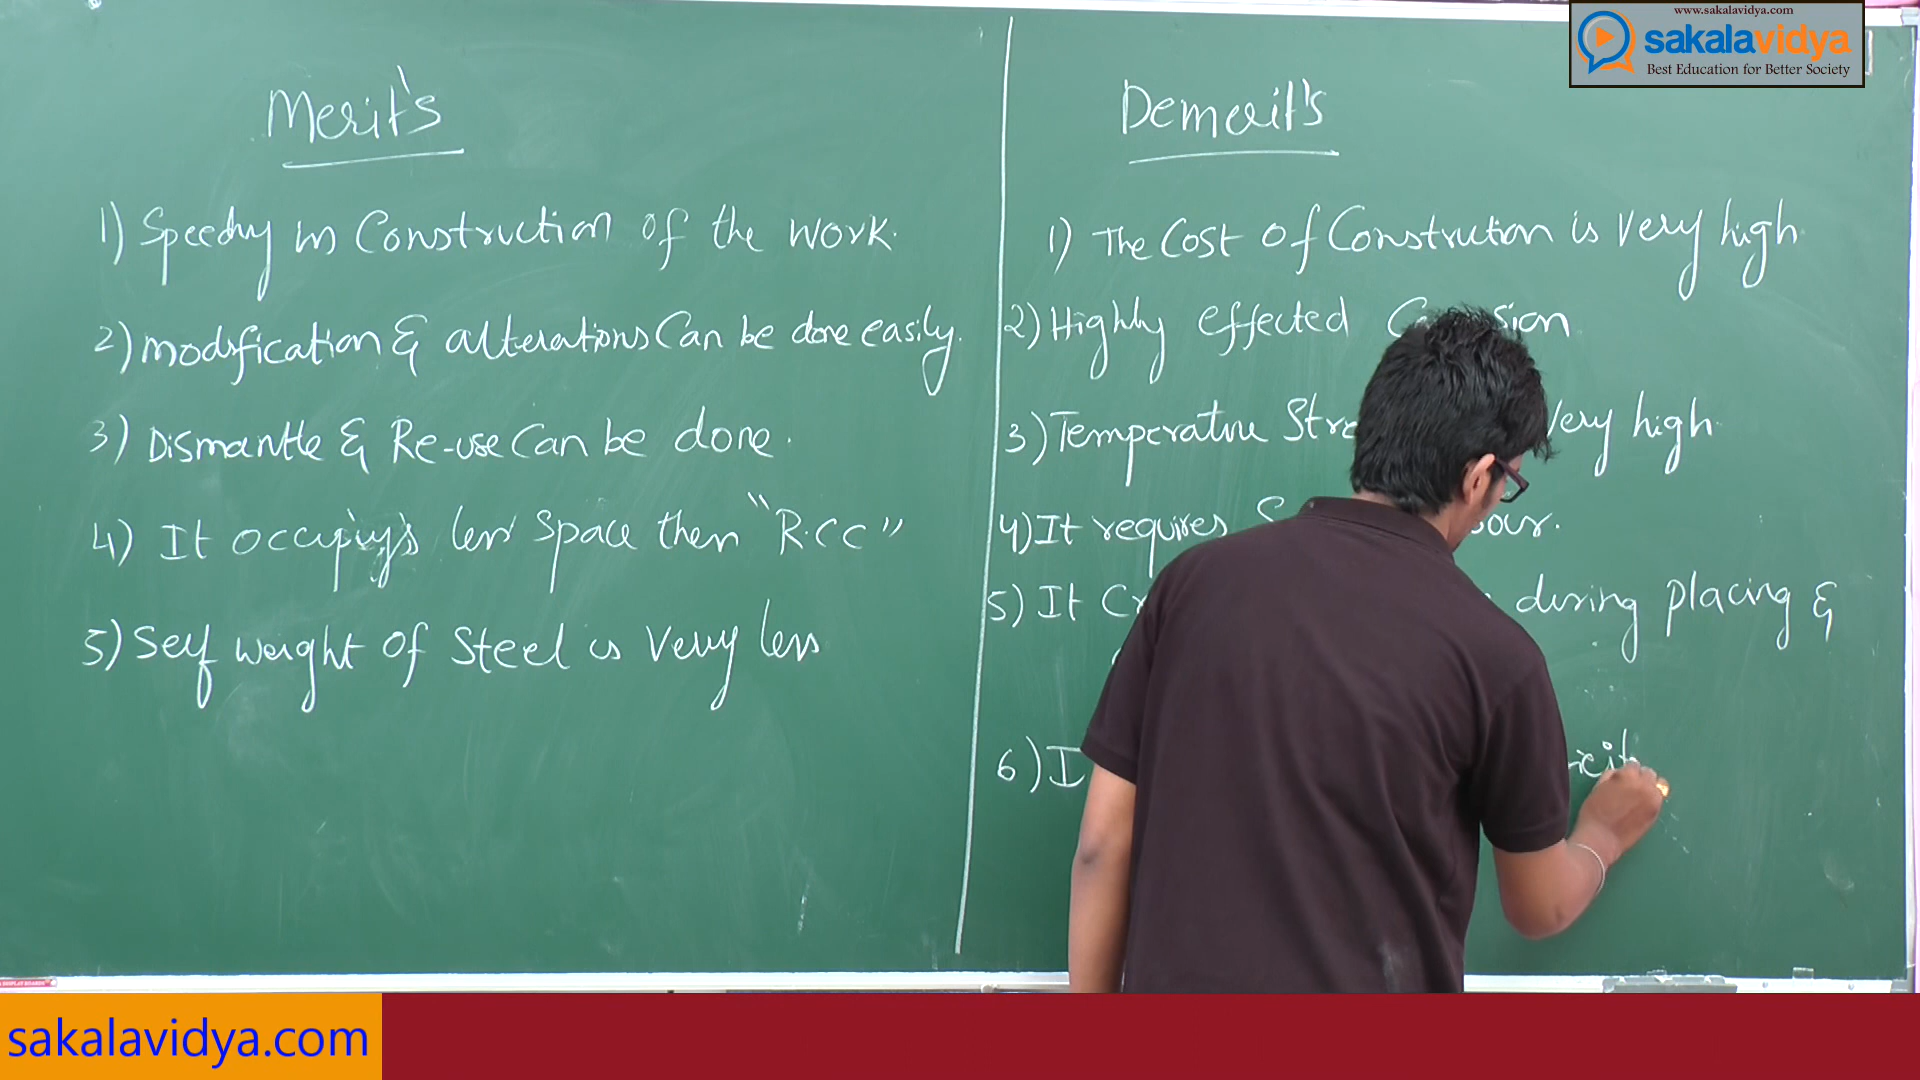 www.sakalavidya.com
sakalavidya
Best Education for Better Society
Merit's
1) Speedy in Construction of the work.
2) modification & alterations Can be done easily.
3) Dismantle & Re-use Can be done.
4) It occupiy's less space then "R.C.C"
5) Self weight of Steel is Very less
Demerit's
1) The Cost of Constrution is Very high.
2) Highly effected
3) Temperature Very high.
4) It requires
5) It during placing &
6)
sakalavidya.com